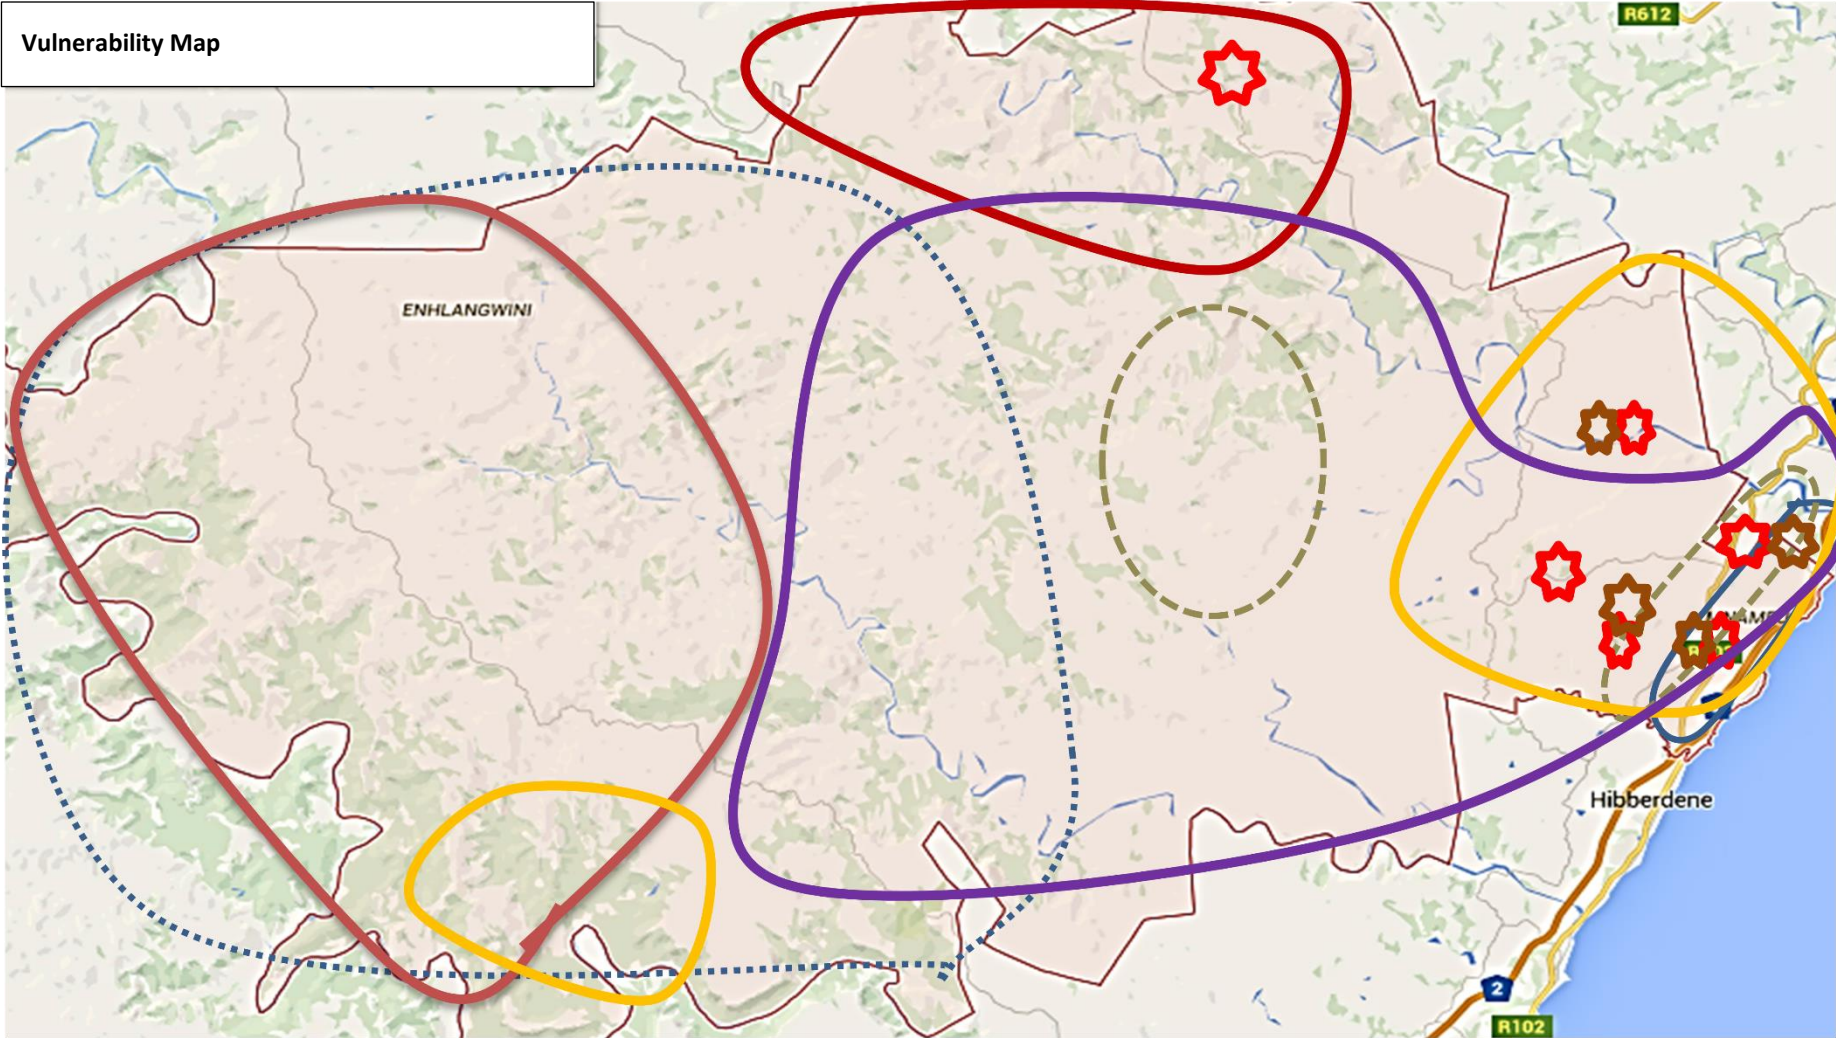 R612
Vulnerability Map
ENHLANGWINI
Hibberdene
2
R102